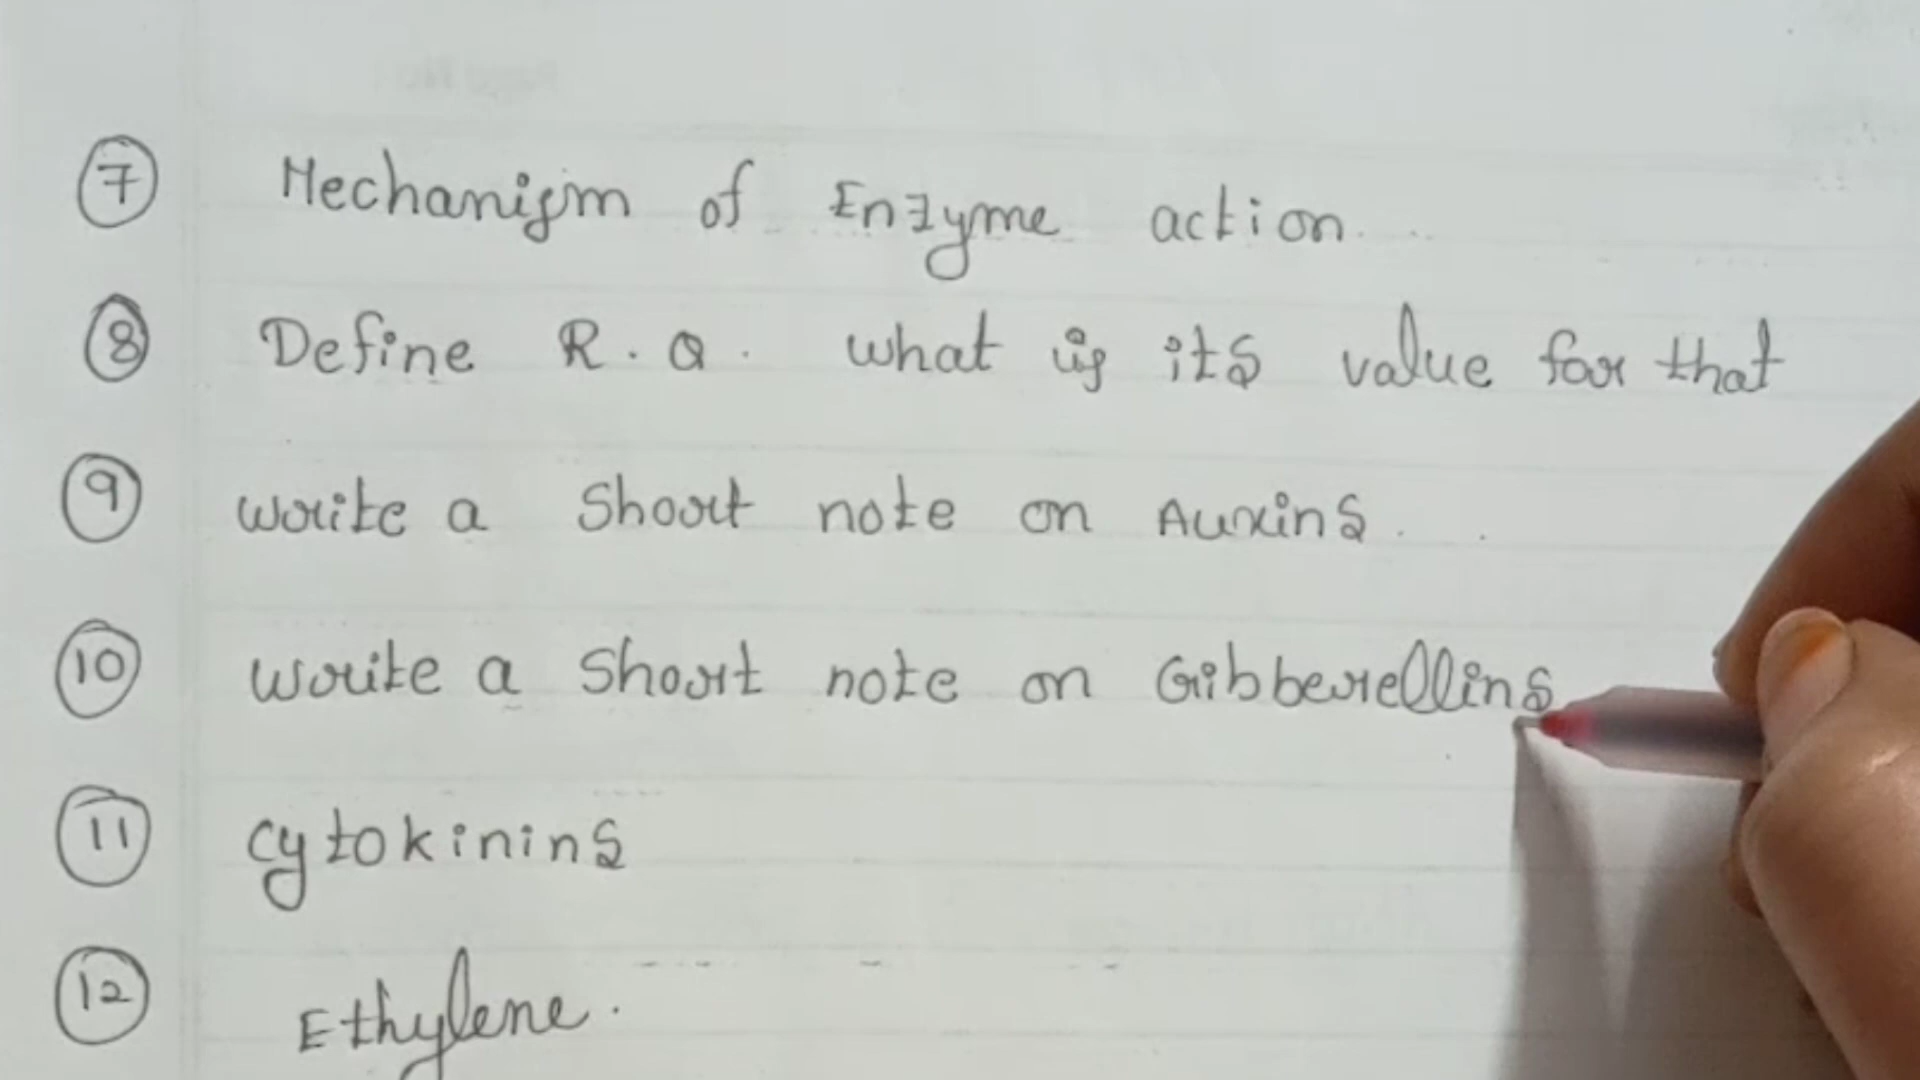 7 Mechanism of Enzyme action.
8 Define R.Q. what is its value for that
9 write a short note on Auxins.
10 write a short note on Gibberellins
11 cytokinins
12 Ethylene.